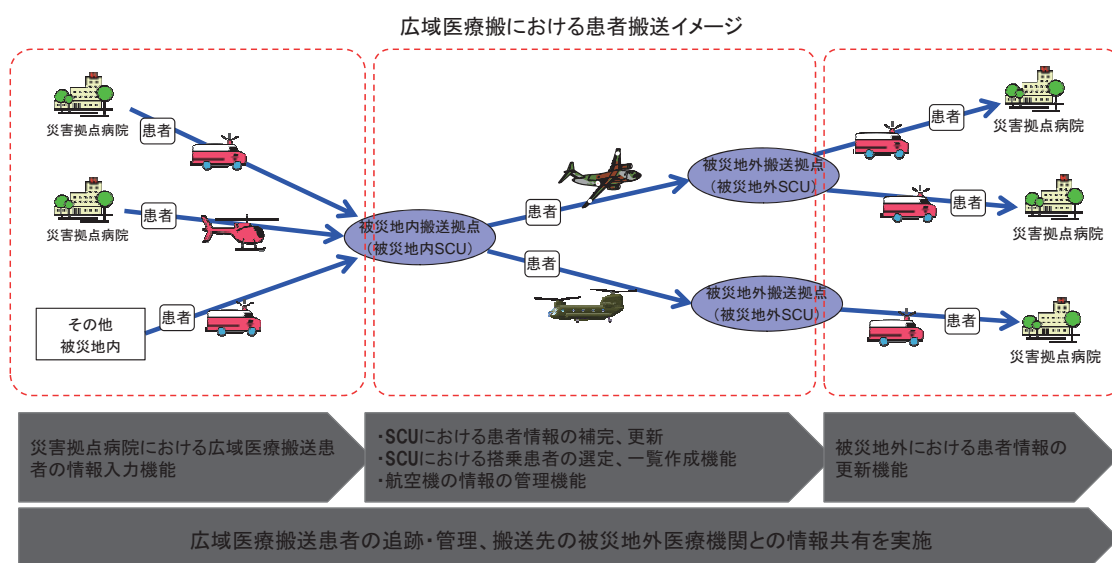 広域医療搬における患者搬送イメージ
災害拠点病院
患者
災害拠点病院
患者
その他
被災地内
患者
被災地内搬送拠点
(被災地内SCU)
患者
患者
被災地外搬送拠点
(被災地外SCU)
被災地外搬送拠点
(被災地外SCU)
患者
災害拠点病院
患者
災害拠点病院
患者
災害拠点病院
災害拠点病院における広域医療搬送患
者の情報入力機能
・SCUにおける患者情報の補完、更新
・SCUにおける搭乗患者の選定、一覧作成機能
・航空機の情報の管理機能
被災地外における患者情報の
更新機能
広域医療搬送患者の追跡・管理、搬送先の被災地外医療機関との情報共有を実施